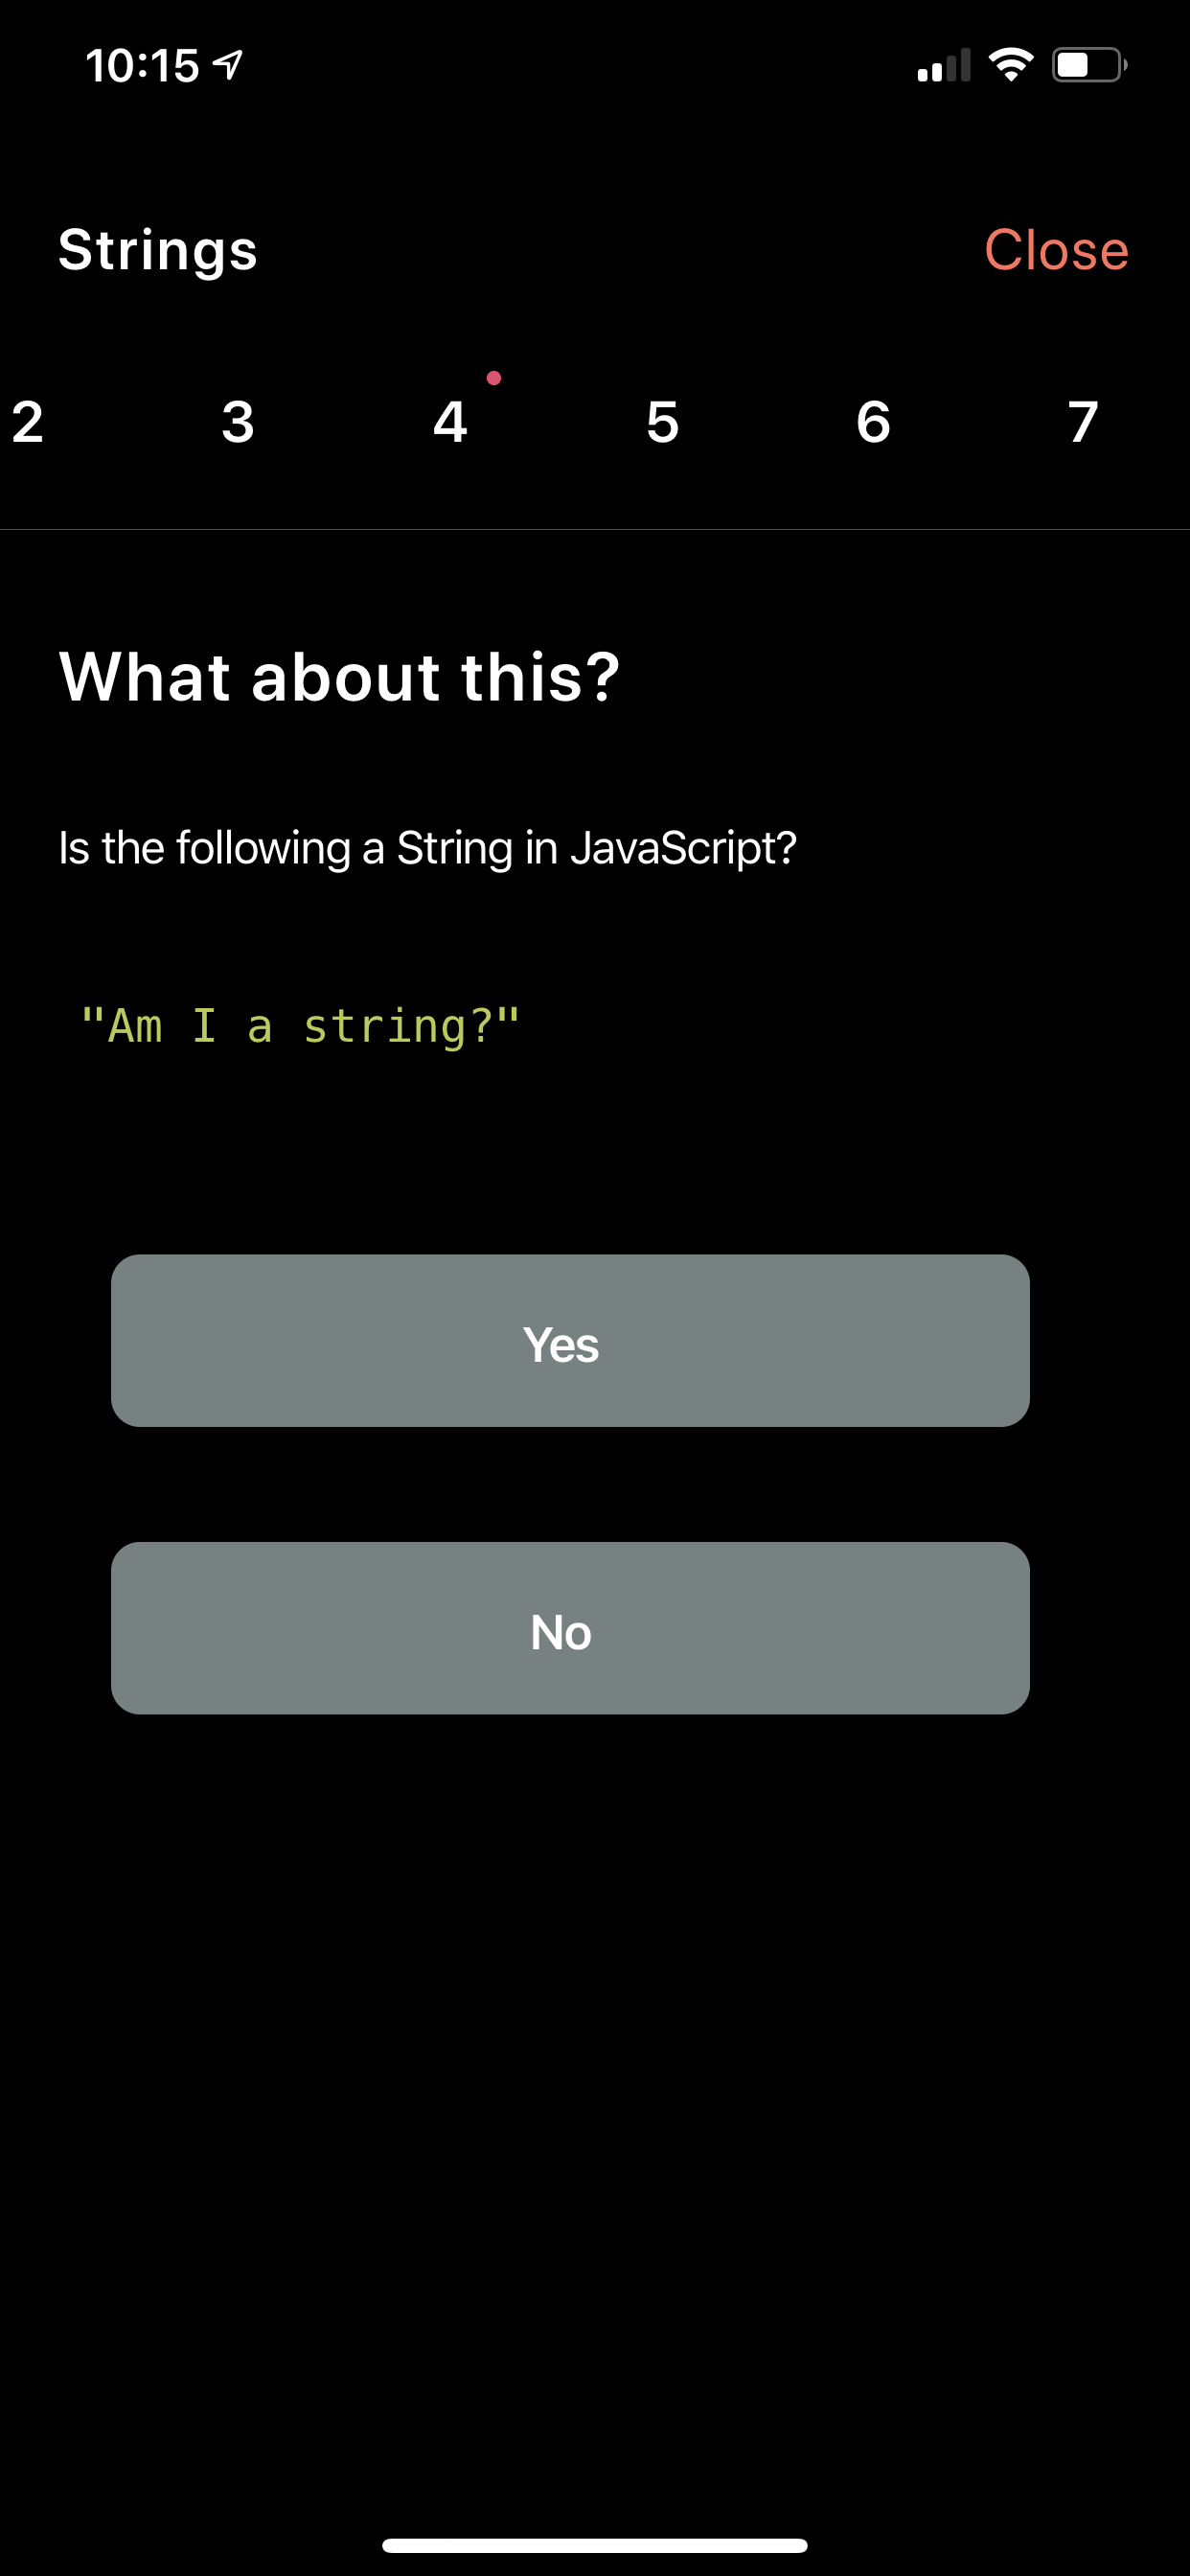 10:15
Strings Close
2 3 4 5 6 7
What about this?
Is the following a String in JavaScript?
"Am I a string?"
Yes
No